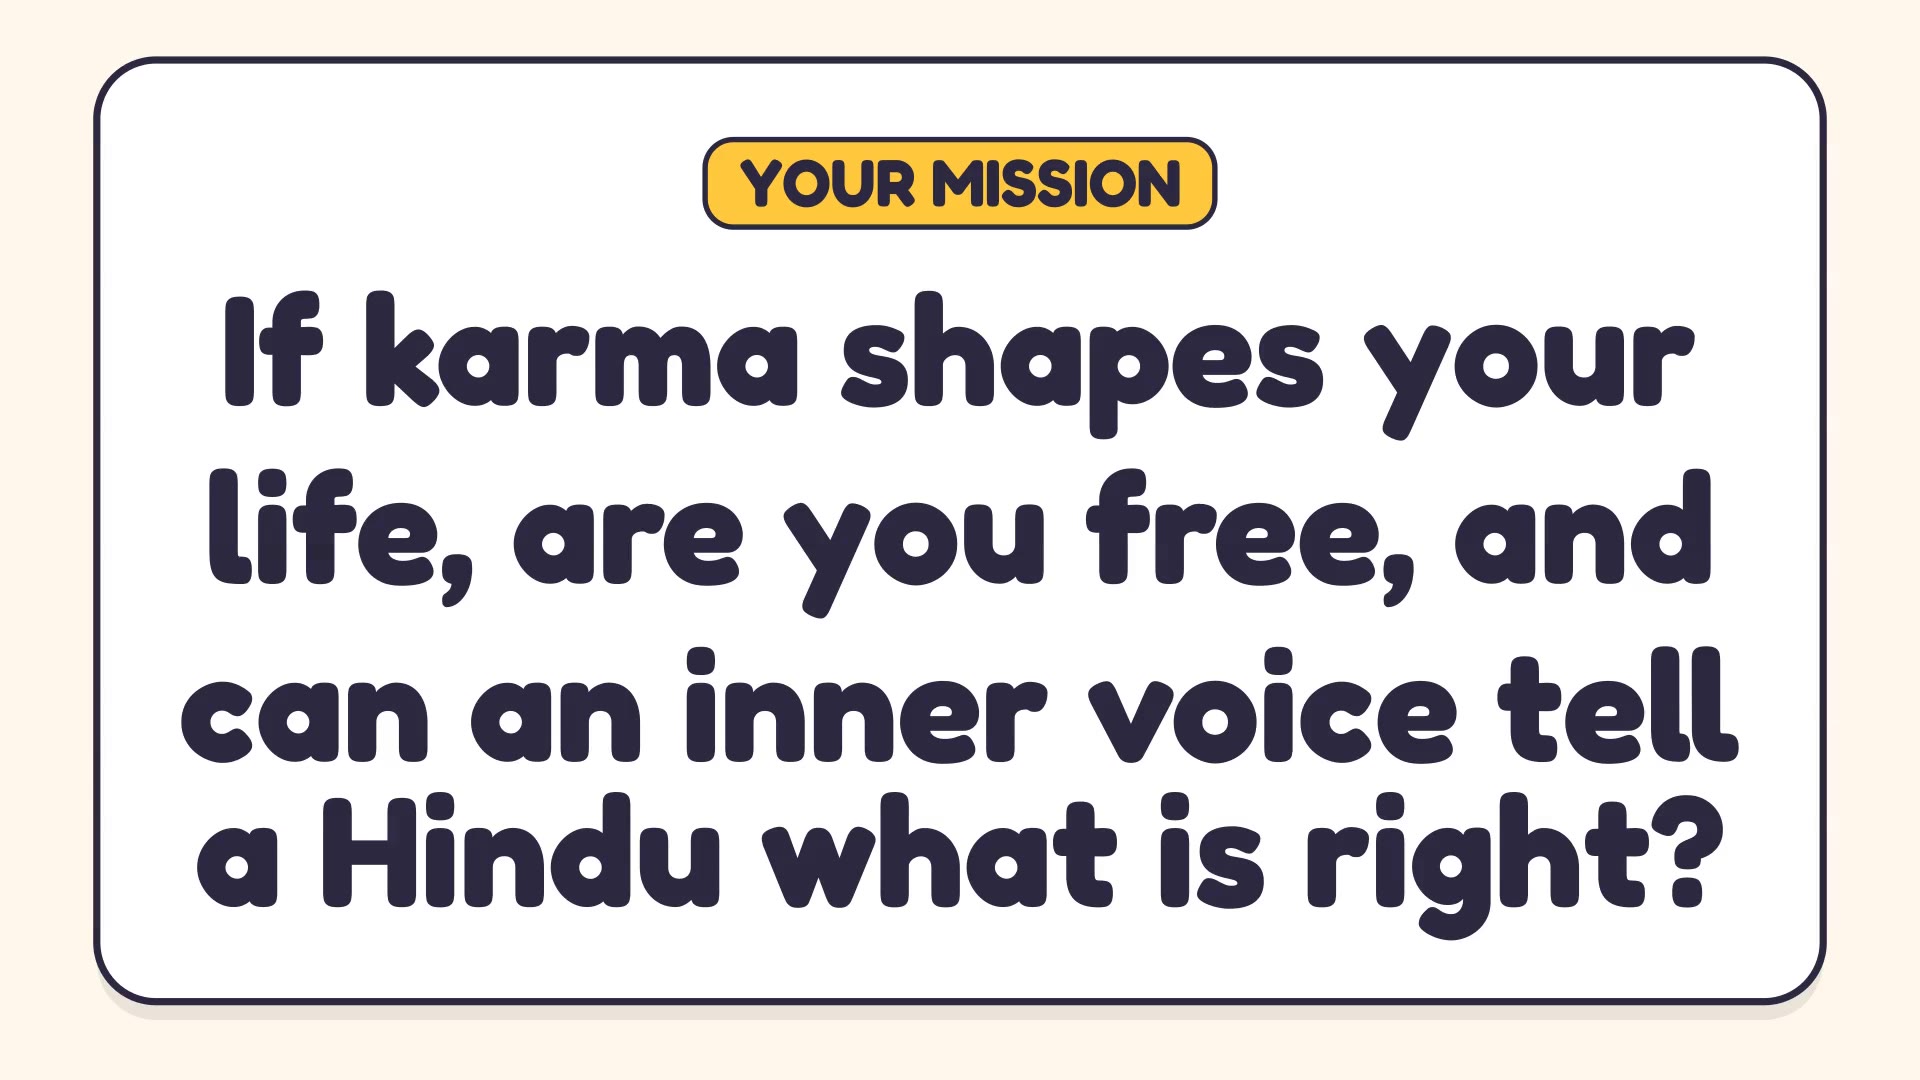 YOUR MISSION
If karma shapes your
life, are you free, and
can an inner voice tell
a Hindu what is right?